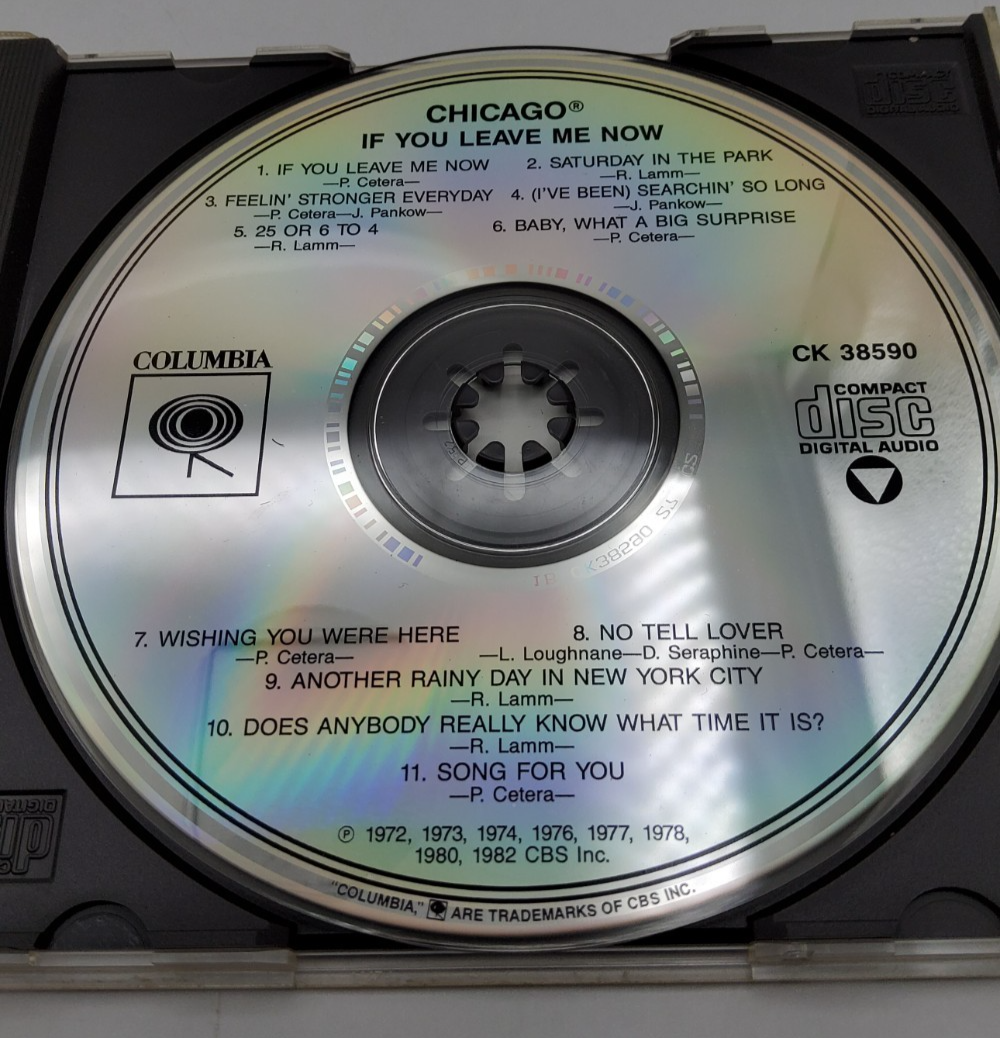 CHICAGO®
IF YOU LEAVE ME NOW
1. IF YOU LEAVE ME NOW 2. SATURDAY IN THE PARK
—P. Cetera— —R. Lamm—
3. FEELIN' STRONGER EVERYDAY 4. (I'VE BEEN) SEARCHIN' SO LONG
—P. Cetera—J. Pankow— —J. Pankow—
5. 25 OR 6 TO 4 6. BABY, WHAT A BIG SURPRISE
—R. Lamm— —P. Cetera—
COLUMBIA
CK 38590
COMPACT
disc
DIGITAL AUDIO
7. WISHING YOU WERE HERE 8. NO TELL LOVER
—P. Cetera— —L. Loughnane—D. Seraphine—P. Cetera—
9. ANOTHER RAINY DAY IN NEW YORK CITY
—R. Lamm—
10. DOES ANYBODY REALLY KNOW WHAT TIME IT IS?
—R. Lamm—
11. SONG FOR YOU
—P. Cetera—
℗ 1972, 1973, 1974, 1976, 1977, 1978,
1980, 1982 CBS Inc.
"COLUMBIA," ARE TRADEMARKS OF CBS INC.